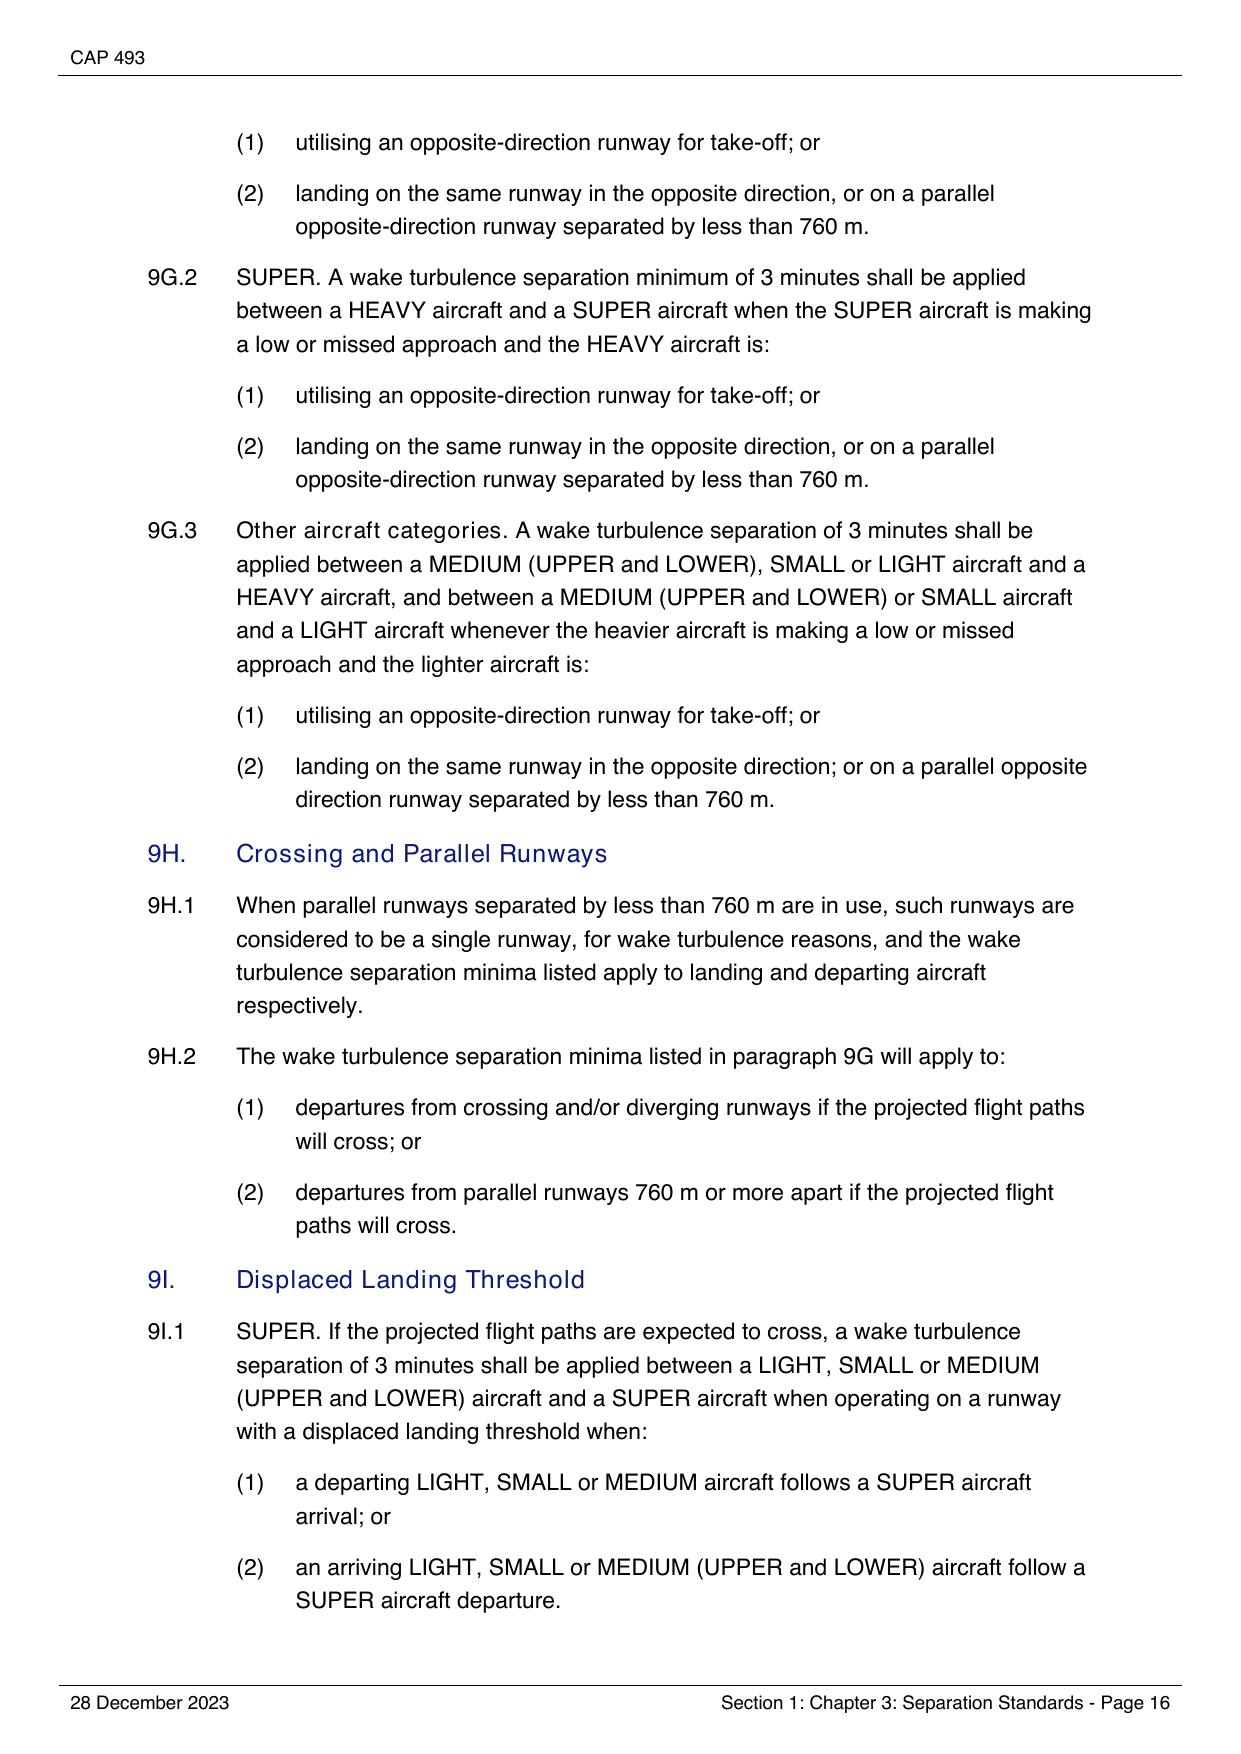 CAP 493
(1) utilising an opposite-direction runway for take-off; or
(2) landing on the same runway in the opposite direction, or on a parallel
opposite-direction runway separated by less than 760 m.
9G.2 SUPER. A wake turbulence separation minimum of 3 minutes shall be applied
between a HEAVY aircraft and a SUPER aircraft when the SUPER aircraft is making
a low or missed approach and the HEAVY aircraft is:
(1) utilising an opposite-direction runway for take-off; or
(2) landing on the same runway in the opposite direction, or on a parallel
opposite-direction runway separated by less than 760 m.
9G.3 Other aircraft categories. A wake turbulence separation of 3 minutes shall be
applied between a MEDIUM (UPPER and LOWER), SMALL or LIGHT aircraft and a
HEAVY aircraft, and between a MEDIUM (UPPER and LOWER) or SMALL aircraft
and a LIGHT aircraft whenever the heavier aircraft is making a low or missed
approach and the lighter aircraft is:
(1) utilising an opposite-direction runway for take-off; or
(2) landing on the same runway in the opposite direction; or on a parallel opposite
direction runway separated by less than 760 m.
9H. Crossing and Parallel Runways
9H.1 When parallel runways separated by less than 760 m are in use, such runways are
considered to be a single runway, for wake turbulence reasons, and the wake
turbulence separation minima listed apply to landing and departing aircraft
respectively.
9H.2 The wake turbulence separation minima listed in paragraph 9G will apply to:
(1) departures from crossing and/or diverging runways if the projected flight paths
will cross; or
(2) departures from parallel runways 760 m or more apart if the projected flight
paths will cross.
9I. Displaced Landing Threshold
9I.1 SUPER. If the projected flight paths are expected to cross, a wake turbulence
separation of 3 minutes shall be applied between a LIGHT, SMALL or MEDIUM
(UPPER and LOWER) aircraft and a SUPER aircraft when operating on a runway
with a displaced landing threshold when:
(1) a departing LIGHT, SMALL or MEDIUM aircraft follows a SUPER aircraft
arrival; or
(2) an arriving LIGHT, SMALL or MEDIUM (UPPER and LOWER) aircraft follow a
SUPER aircraft departure.
28 December 2023 Section 1: Chapter 3: Separation Standards - Page 16